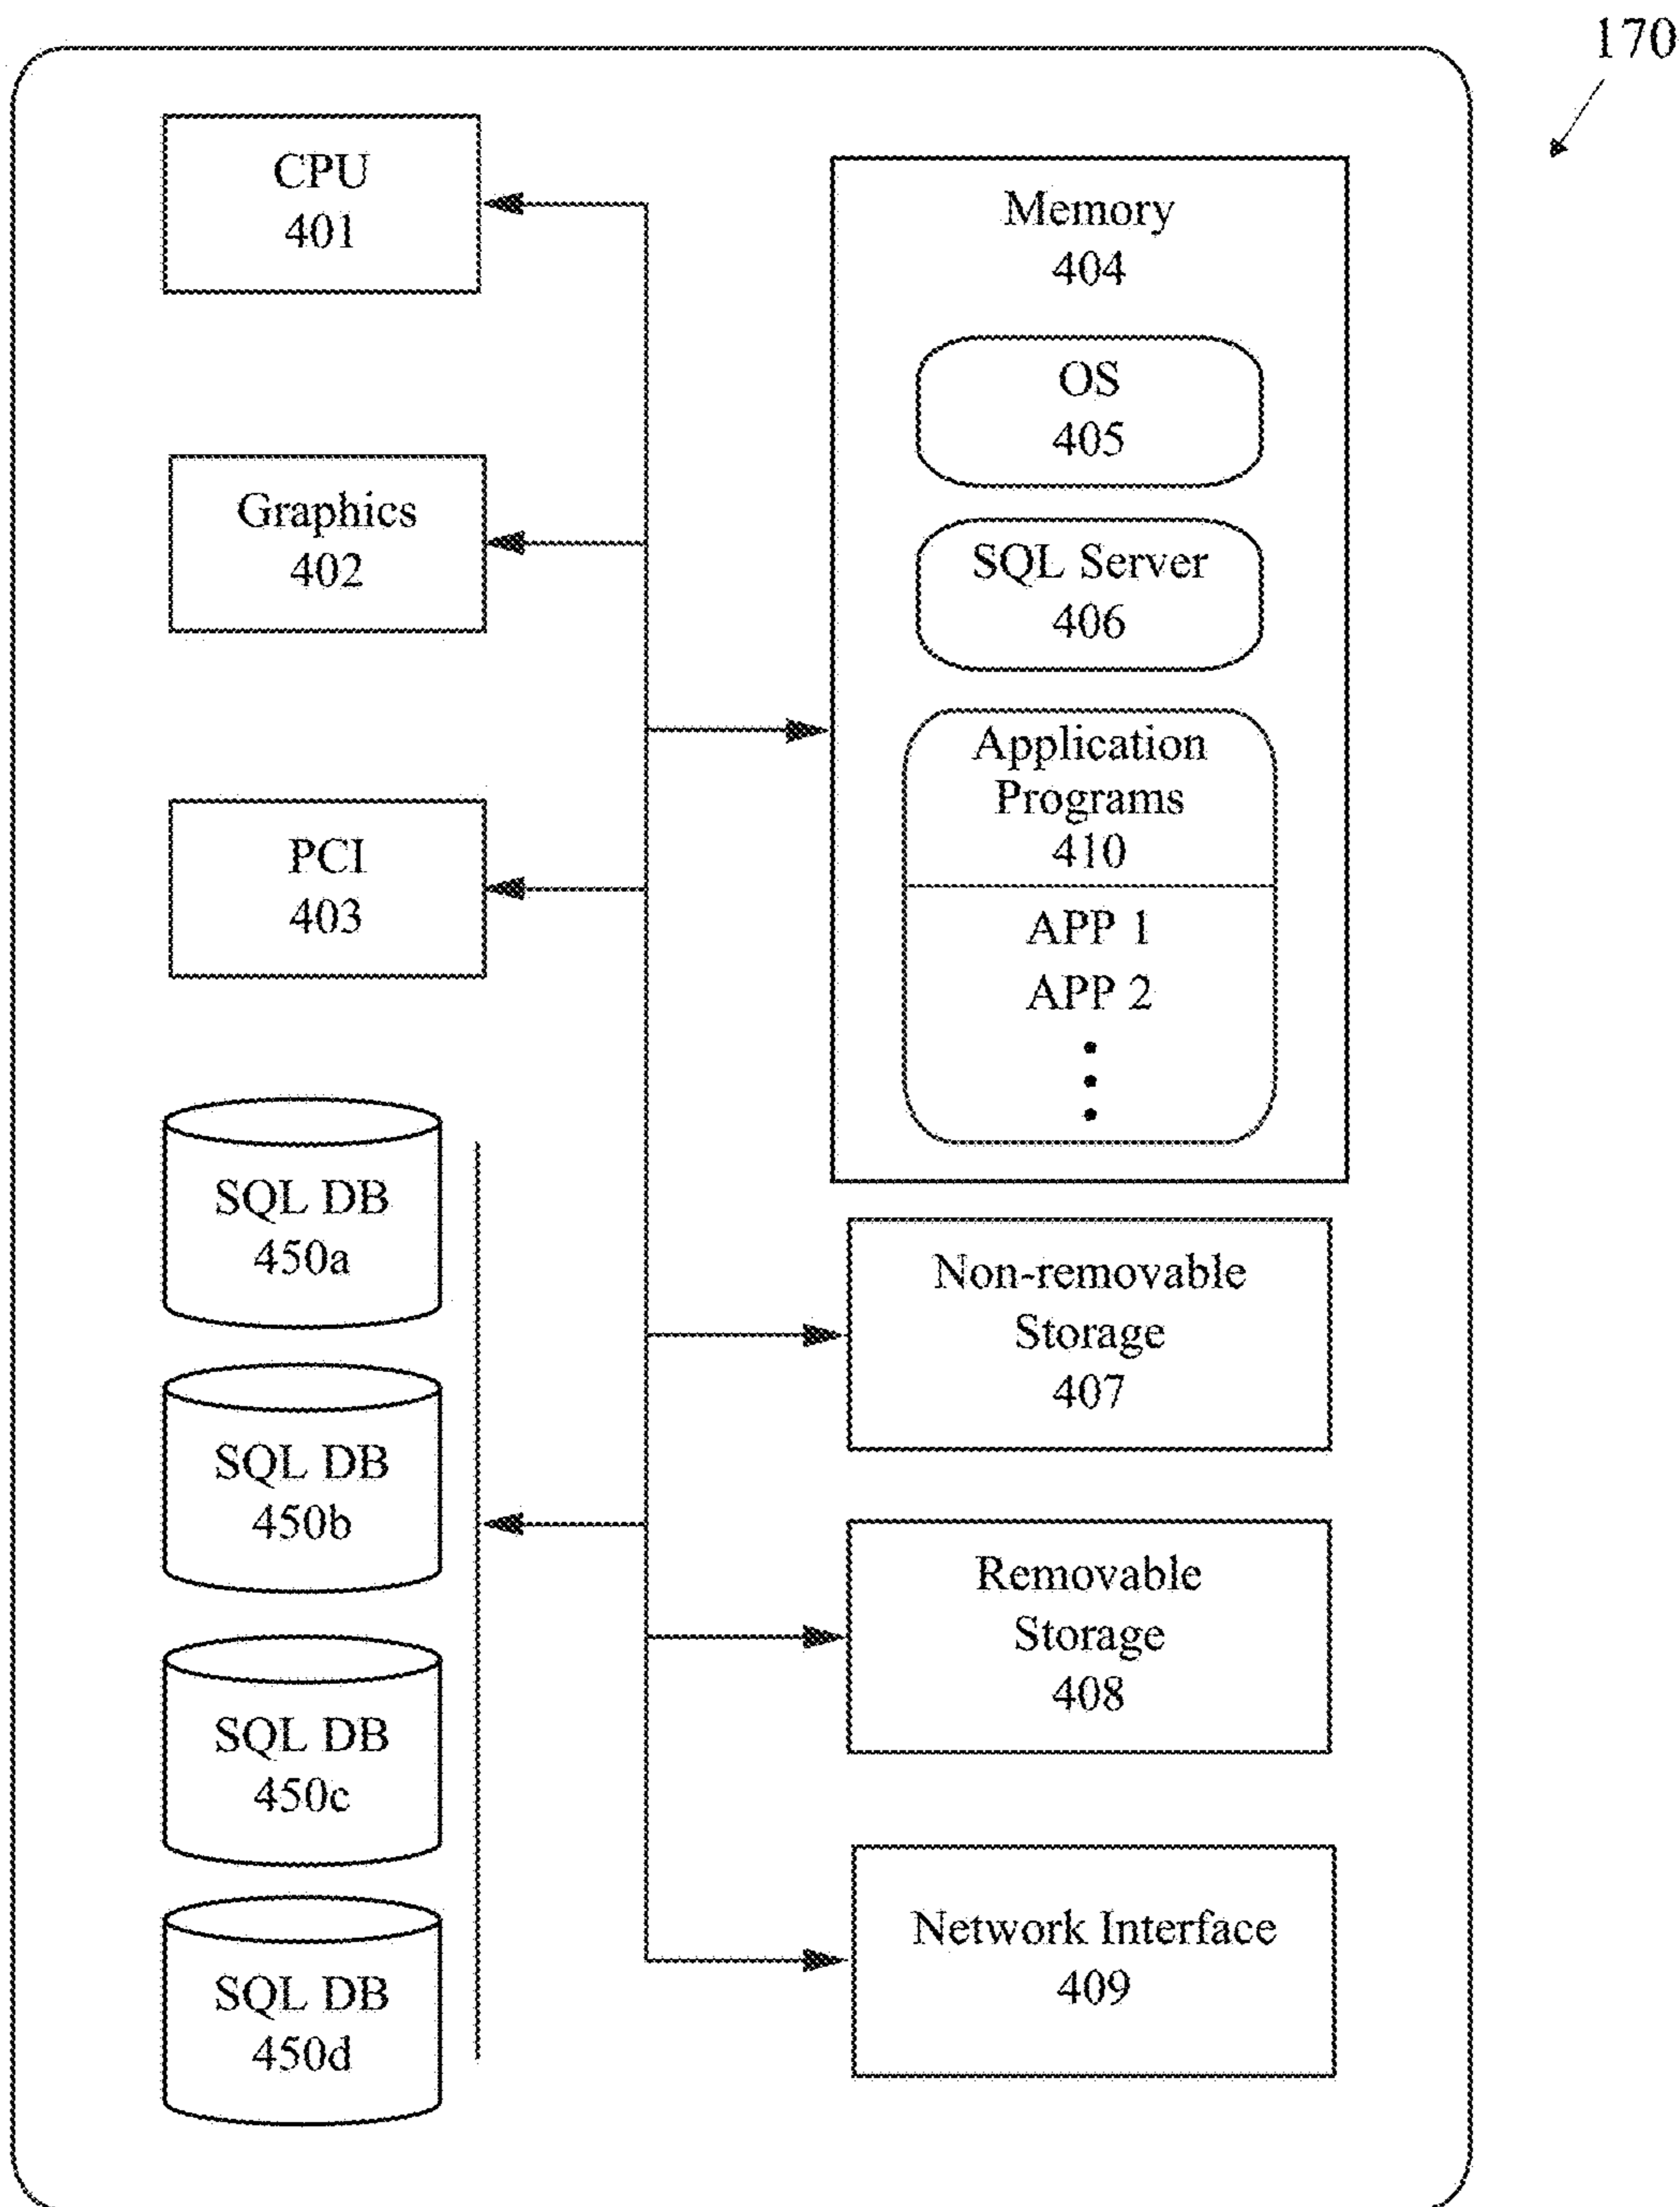 170
CPU
401
Graphics
402
PCI
403
SQL DB
450a
SQL DB
450b
SQL DB
450c
SQL DB
450d
Memory
404
OS
405
SQL Server
406
Application
Programs
410
APP 1
APP 2
Non-removable
Storage
407
Removable
Storage
408
Network Interface
409